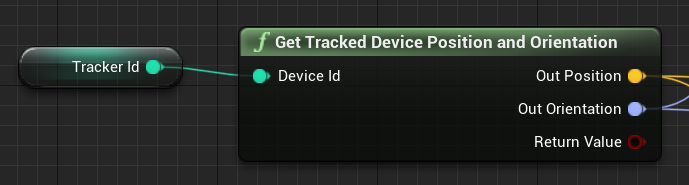 Get Tracked Device Position and Orientation
Tracker Id
Device Id
Out Position
Out Orientation
Return Value